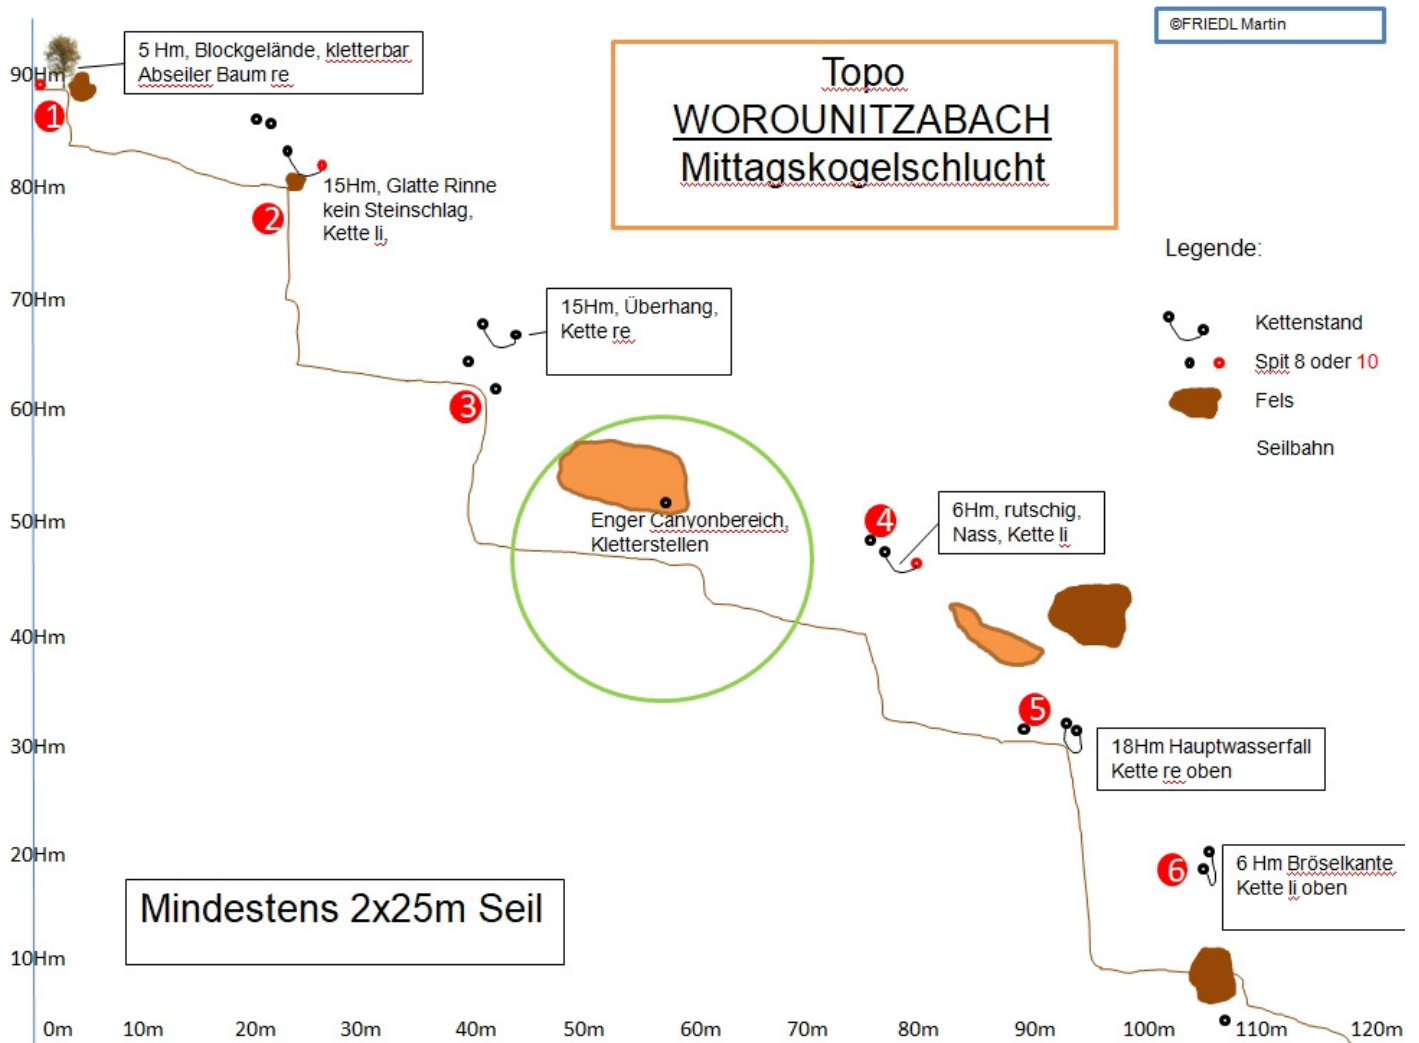 ©FRIEDL Martin
5 Hm, Blockgelände, kletterbar
Abseiler Baum re
Topo
WOROUNITZABACH
Mittagskogelschlucht
90Hm
1
80Hm
2
15Hm, Glatte Rinne
kein Steinschlag,
Kette li,
Legende:
Kettenstand
Spit 8 oder 10
Fels
Seilbahn
70Hm
15Hm, Überhang,
Kette re
60Hm
3
50Hm
Enger Canyonbereich,
Kletterstellen
4
6Hm, rutschig,
Nass, Kette li
40Hm
5
30Hm
18Hm Hauptwasserfall
Kette re oben
20Hm
6
6 Hm Bröselkante
Kette li oben
Mindestens 2x25m Seil
10Hm
0m 10m 20m 30m 40m 50m 60m 70m 80m 90m 100m 110m 120m